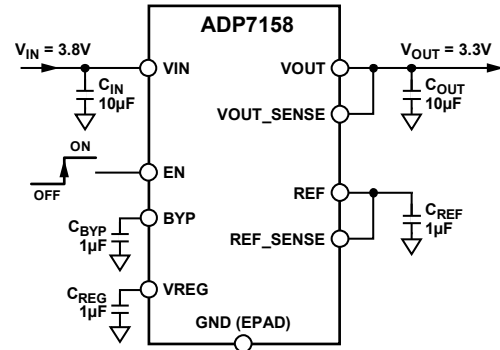 ADP7158
VIN = 3.8V
VIN
VOUT
VOUT = 3.3V
CIN
10µF
COUT
10µF
VOUT_SENSE
ON
OFF
EN
REF
BYP
CBYP
1µF
CREF
1µF
REF_SENSE
CREG
1µF
VREG
GND (EPAD)